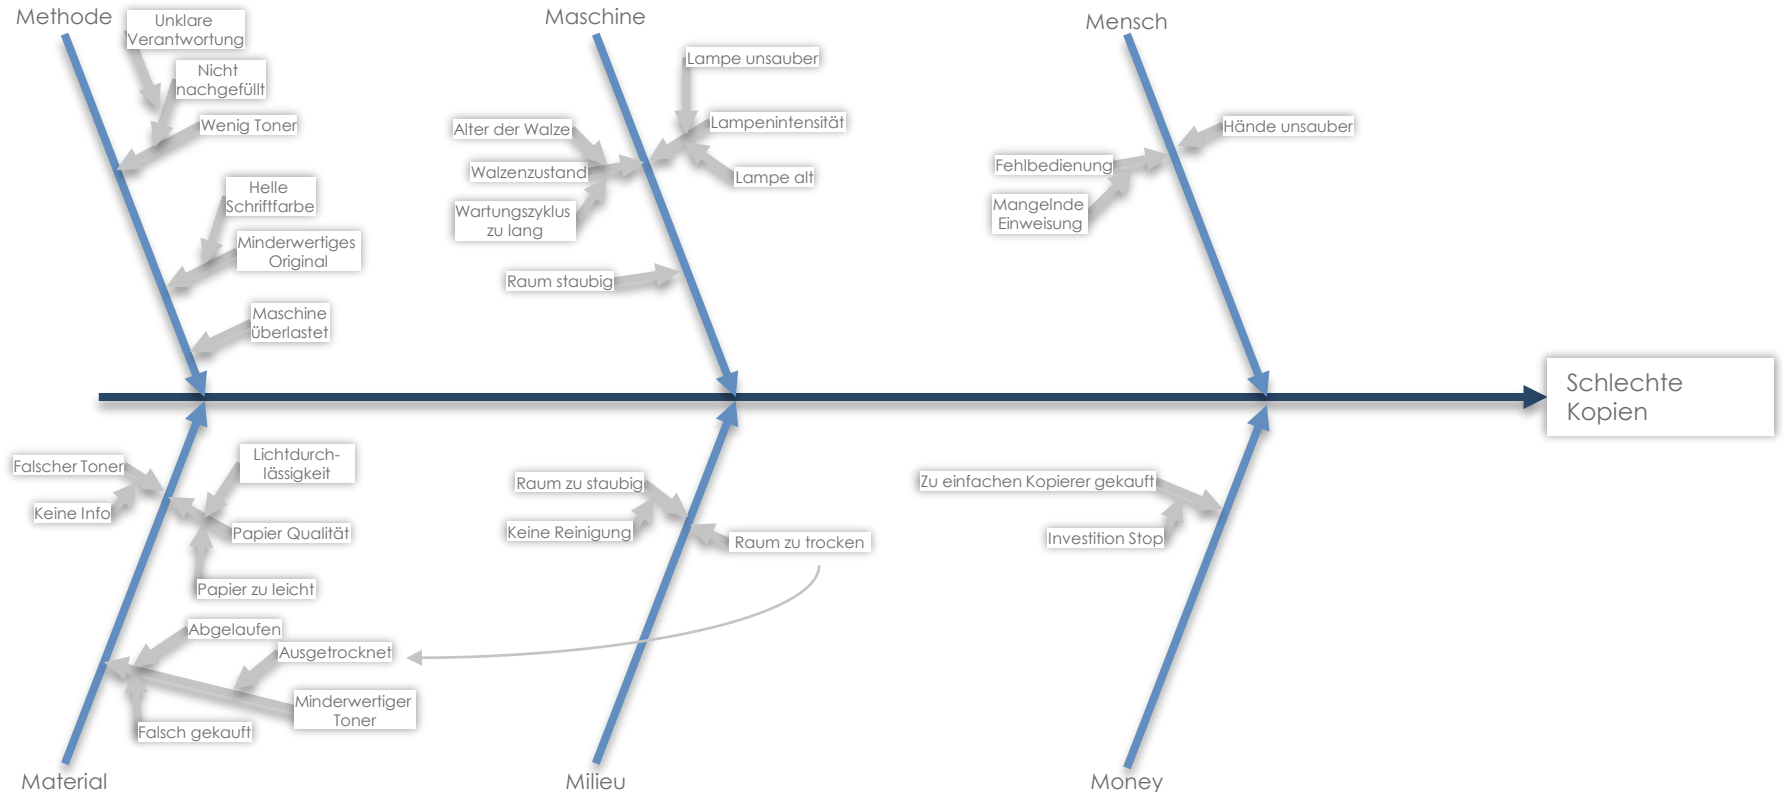 Methode
Unklare
Verantwortung
Nicht
nachgefüllt
Wenig Toner
Helle
Schriftfarbe
Minderwertiges
Original
Maschine
überlastet
Maschine
Lampe unsauber
Alter der Walze
Lampenintensität
Walzenzustand
Lampe alt
Wartungszyklus
zu lang
Raum staubig
Mensch
Hände unsauber
Fehlbedienung
Mangelnde
Einweisung
Schlechte
Kopien
Falscher Toner
Lichtdurch-
lässigkeit
Keine Info
Papier Qualität
Papier zu leicht
Abgelaufen
Ausgetrocknet
Minderwertiger
Toner
Falsch gekauft
Material
Raum zu staubig
Keine Reinigung
Raum zu trocken
Milieu
Zu einfachen Kopierer gekauft
Investition Stop
Money